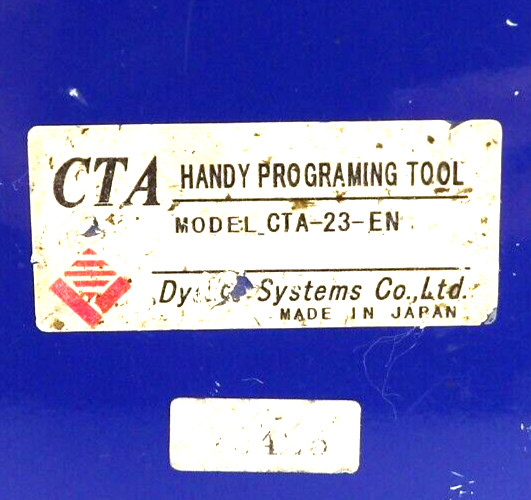 CTA HANDY PROGRAMING TOOL
MODEL CTA-23-EN
Systems Co.,Ltd.
MADE IN JAPAN